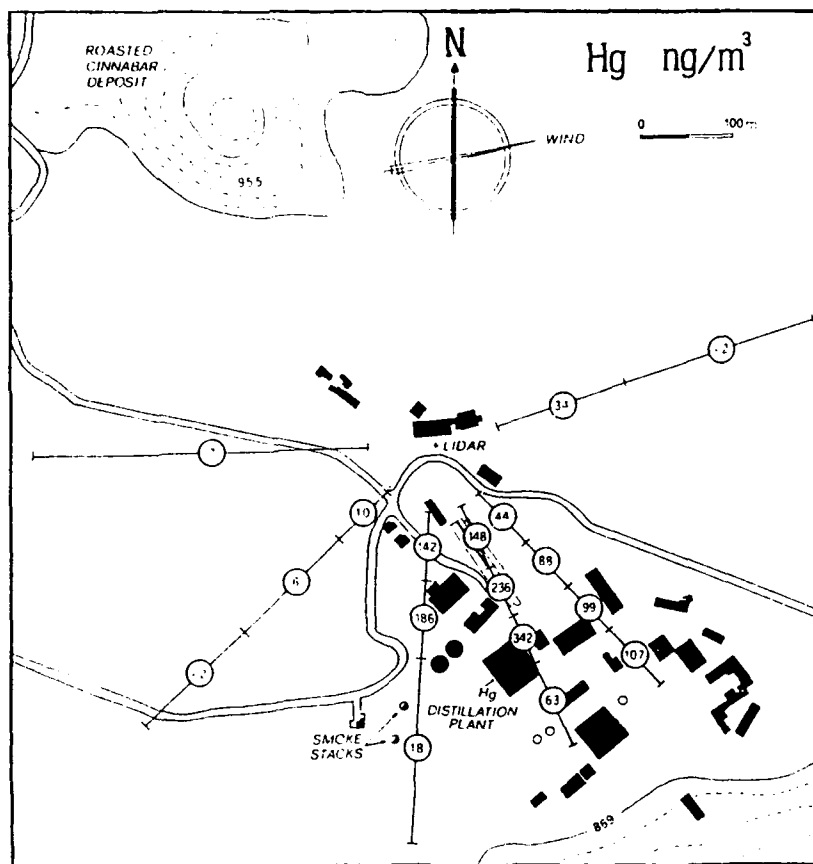 ROASTED
CINNABAR
DEPOSIT
N
Hg ng/m³
0 100 m
WIND
955
34
LIDAR
10
44
142
148
88
6
236
186
99
342
107
Hg
DISTILLATION
PLANT
63
SMOKE
STACKS
18
869